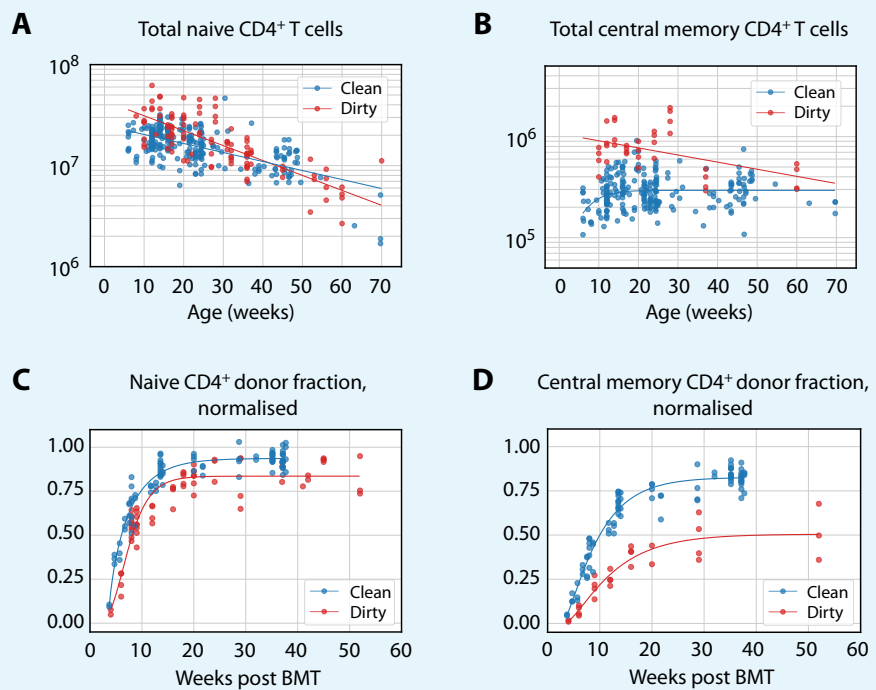 A
Total naive CD4+ T cells
10^8
10^7
10^6
Clean
Dirty
0 10 20 30 40 50 60 70
Age (weeks)
B
Total central memory CD4+ T cells
10^6
10^5
Clean
Dirty
0 10 20 30 40 50 60 70
Age (weeks)
C
Naive CD4+ donor fraction,
normalised
1.00
0.75
0.50
0.25
0.00
Clean
Dirty
0 10 20 30 40 50 60
Weeks post BMT
D
Central memory CD4+ donor fraction,
normalised
1.00
0.75
0.50
0.25
0.00
Clean
Dirty
0 10 20 30 40 50 60
Weeks post BMT